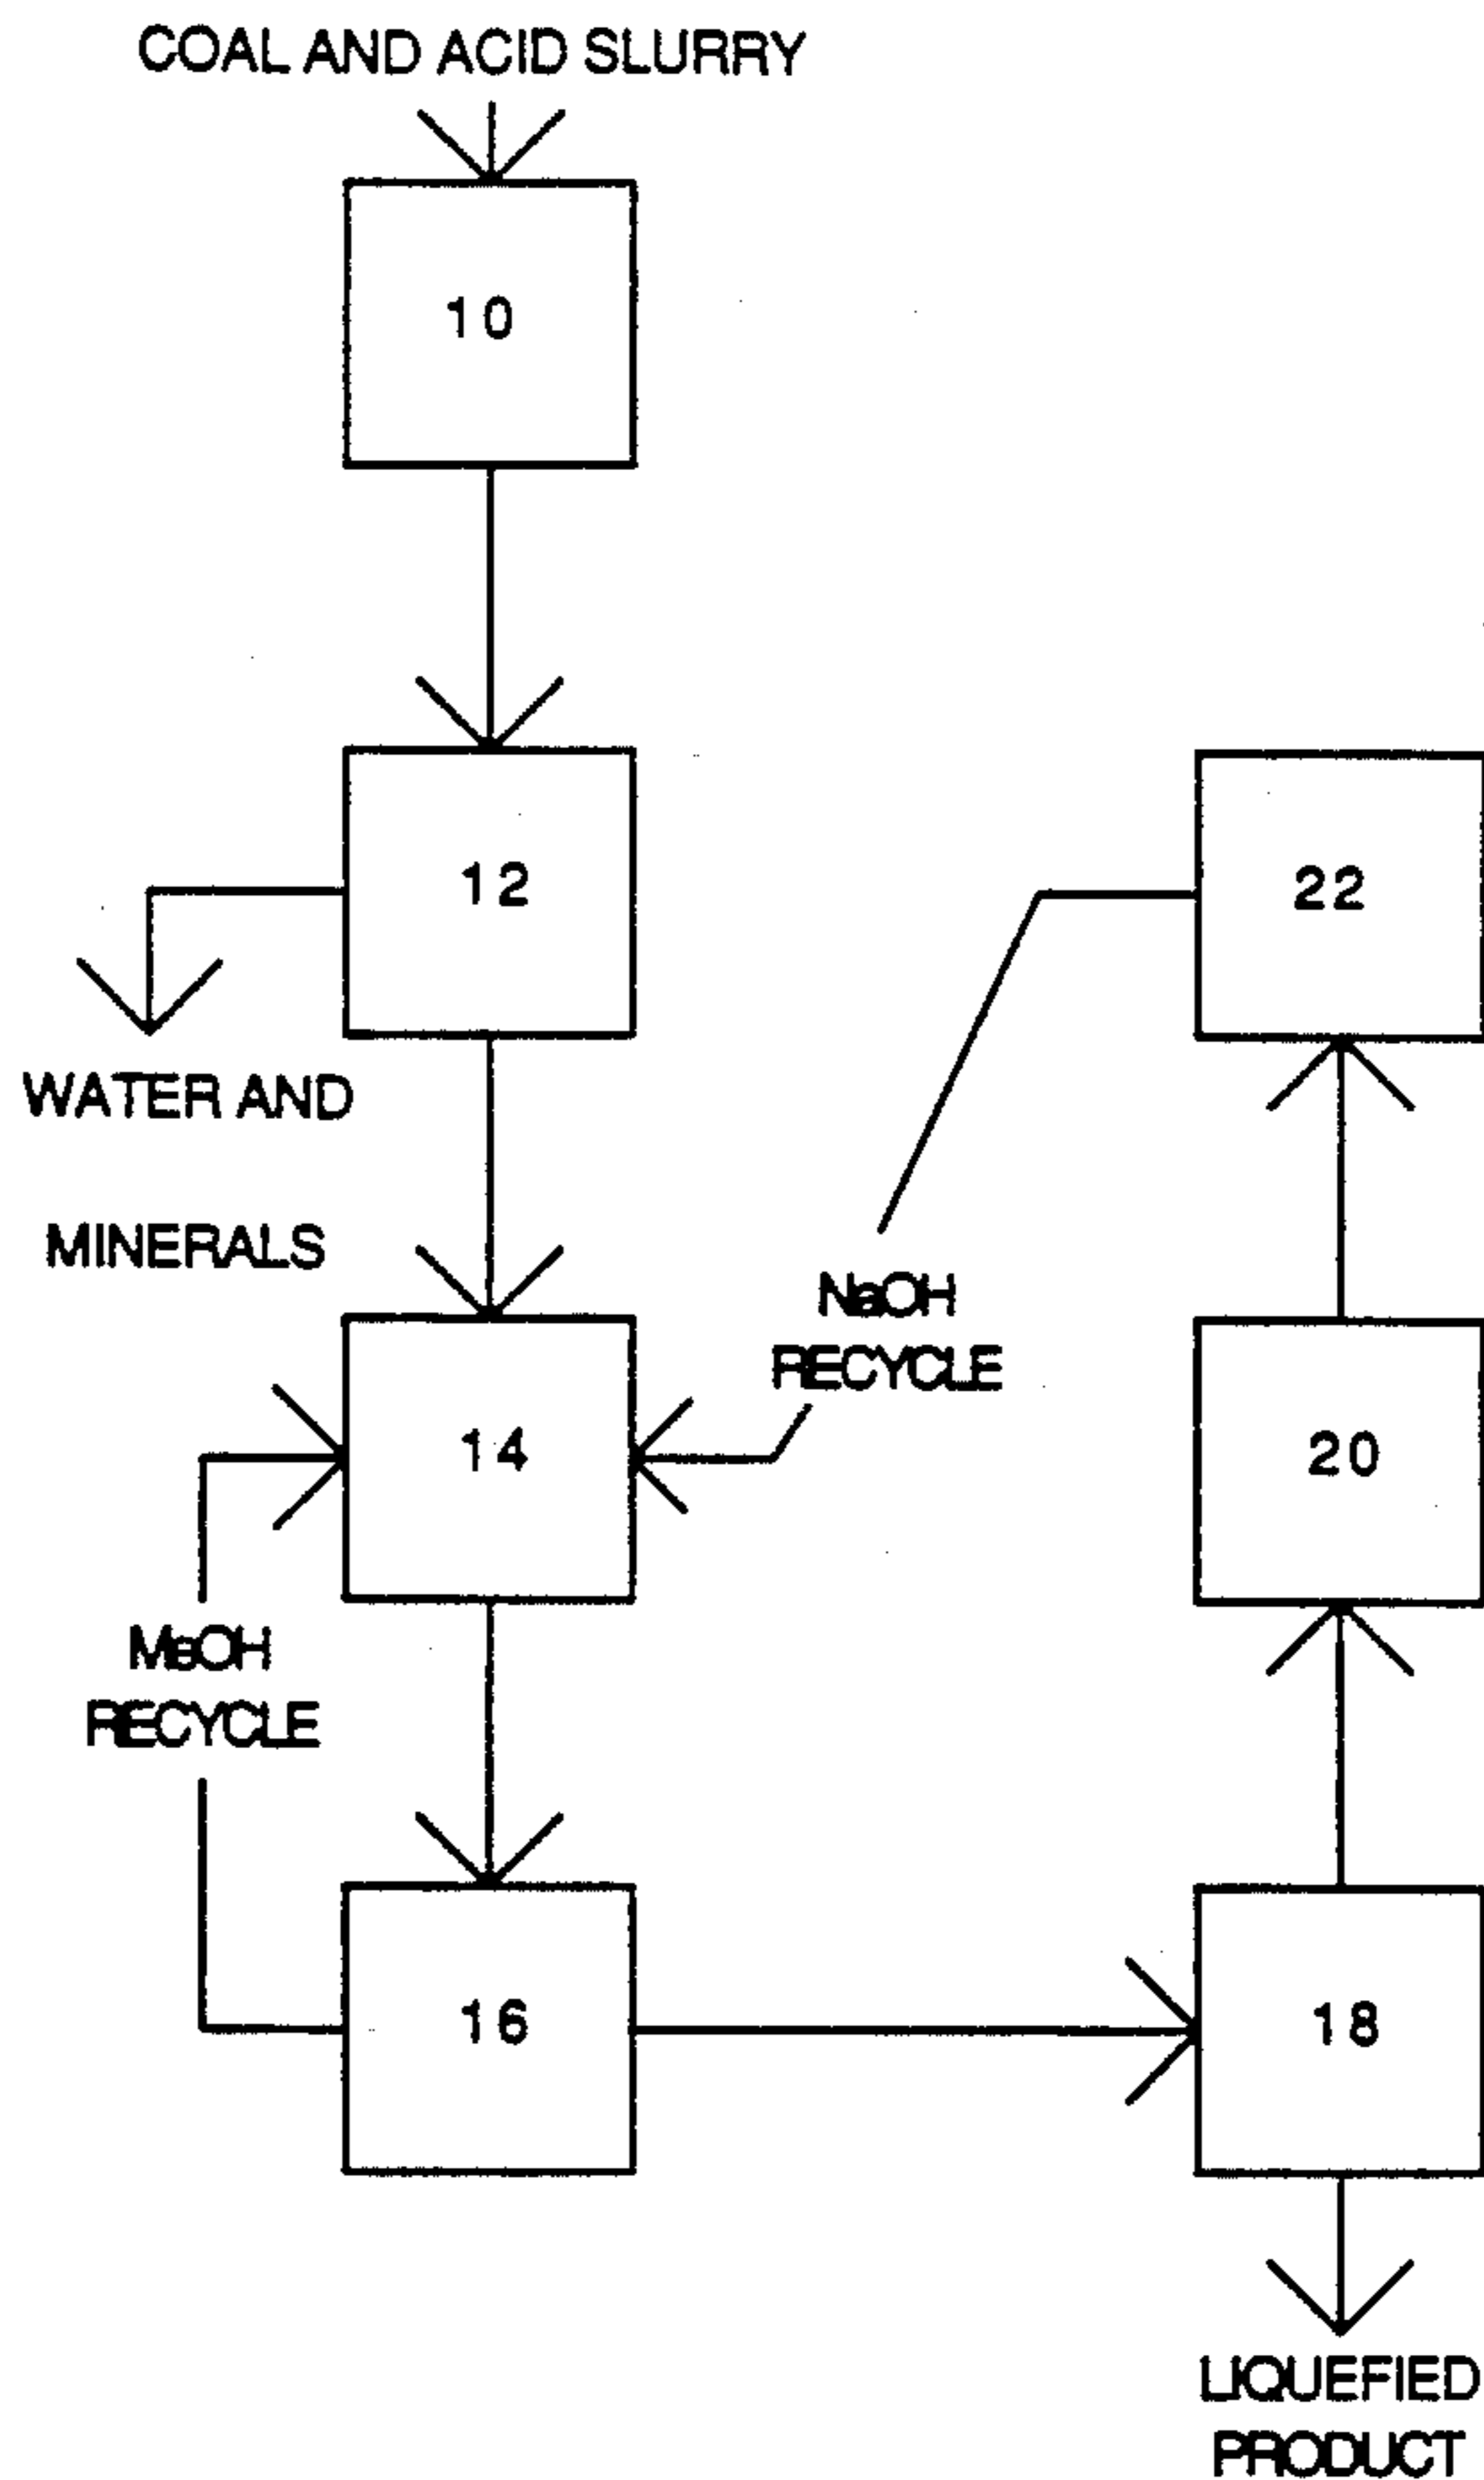 COAL AND ACID SLURRY
10
12
22
WATER AND
MINERALS
NaOH
RECYCLE
14
20
MeOH
RECYCLE
16
18
LIQUEFIED
PRODUCT